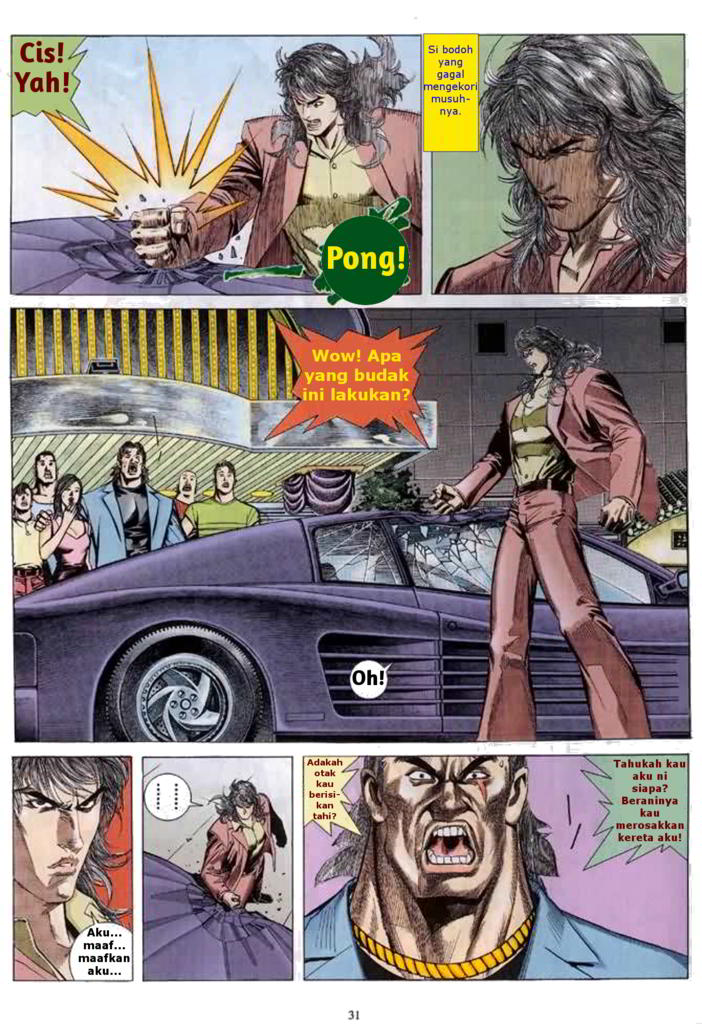 Cis!
Yah!
Si bodoh
yang
gagal
mengekori
musuh-
nya.
Pong!
Wow! Apa
yang budak
ini lakukan?
Oh!
Aku...
maaf...
maafkan
aku...
Adakah
otak
kau
berisi-
kan
tahi?
Tahukah kau
aku ni
siapa?
Beraninya
kau
merosakkan
kereta aku!
31